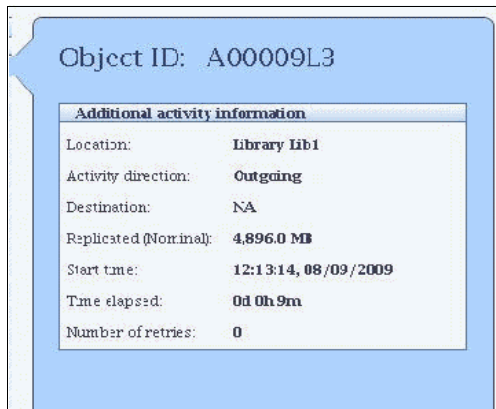 Object ID: A00009L3
Additional activity information
Location: Library Lib1
Activity direction: Outgoing
Destination: NA
Replicated (Nominal): 4,896.0 MB
Start time: 12:13:14, 08/09/2009
Time elapsed: 0d 0h 9m
Number of retries: 0